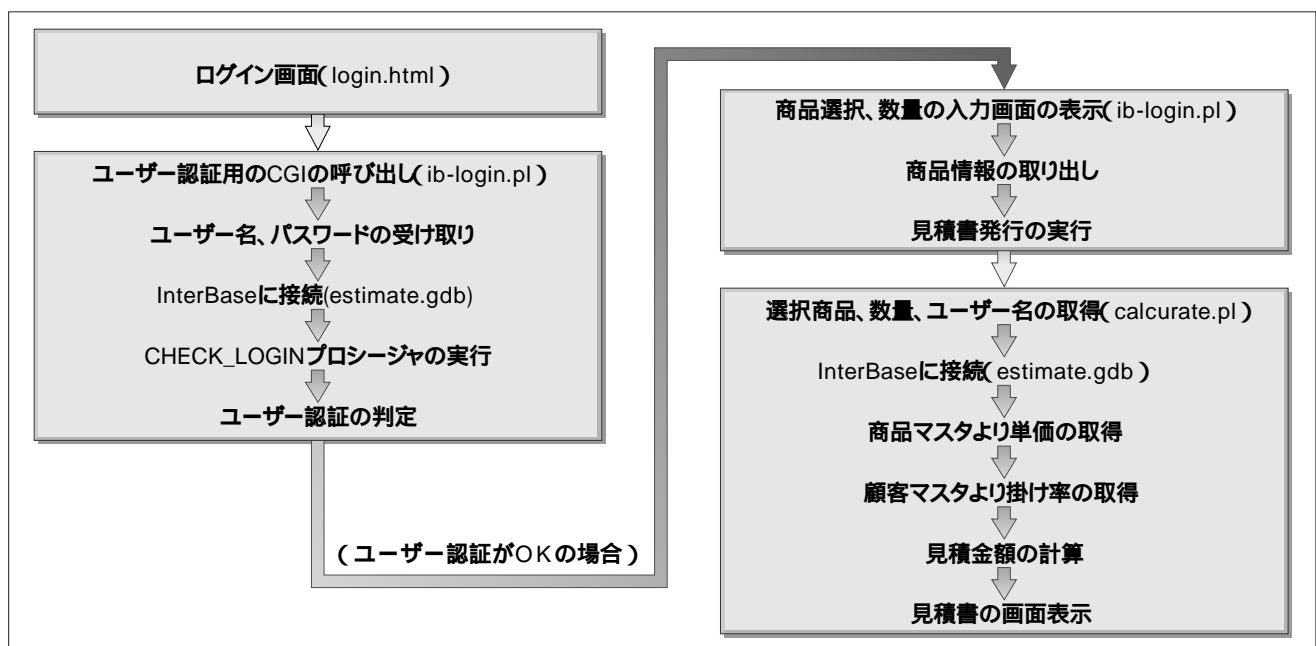 ログイン画面(login.html)
ユーザー認証用のCGIの呼び出し(ib-login.pl)
ユーザー名、パスワードの受け取り
InterBaseに接続(estimate.gdb)
CHECK_LOGINプロシージャの実行
ユーザー認証の判定
(ユーザー認証がOKの場合)
商品選択、数量の入力画面の表示(ib-login.pl)
商品情報の取り出し
見積書発行の実行
選択商品、数量、ユーザー名の取得(calcurate.pl)
InterBaseに接続(estimate.gdb)
商品マスタより単価の取得
顧客マスタより掛け率の取得
見積金額の計算
見積書の画面表示